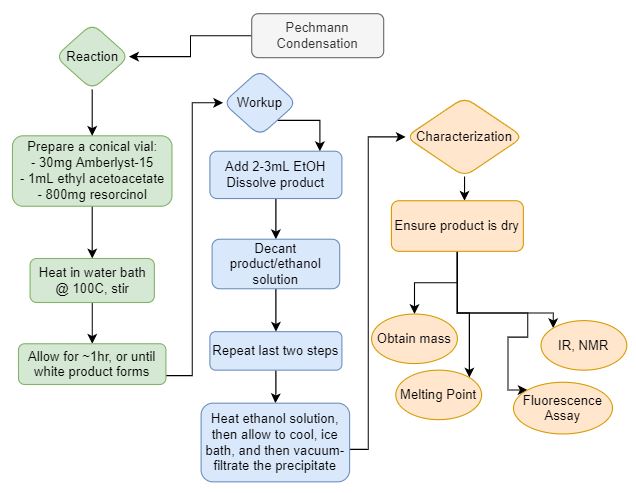 Pechmann
Condensation
Reaction
Prepare a conical vial:
- 30mg Amberlyst-15
- 1mL ethyl acetoacetate
- 800mg resorcinol
Heat in water bath
@ 100C, stir
Allow for ~1hr, or until
white product forms
Workup
Add 2-3mL EtOH
Dissolve product
Decant
product/ethanol
solution
Repeat last two steps
Heat ethanol solution,
then allow to cool, ice
bath, and then vacuum-
filtrate the precipitate
Characterization
Ensure product is dry
Obtain mass
Melting Point
IR, NMR
Fluorescence
Assay